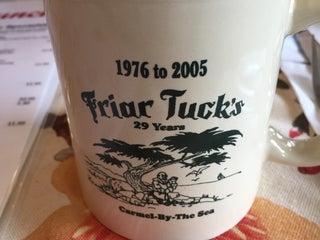 1976 to 2005
Friar Tuck's
29 Years
Carmel-By-The Sea